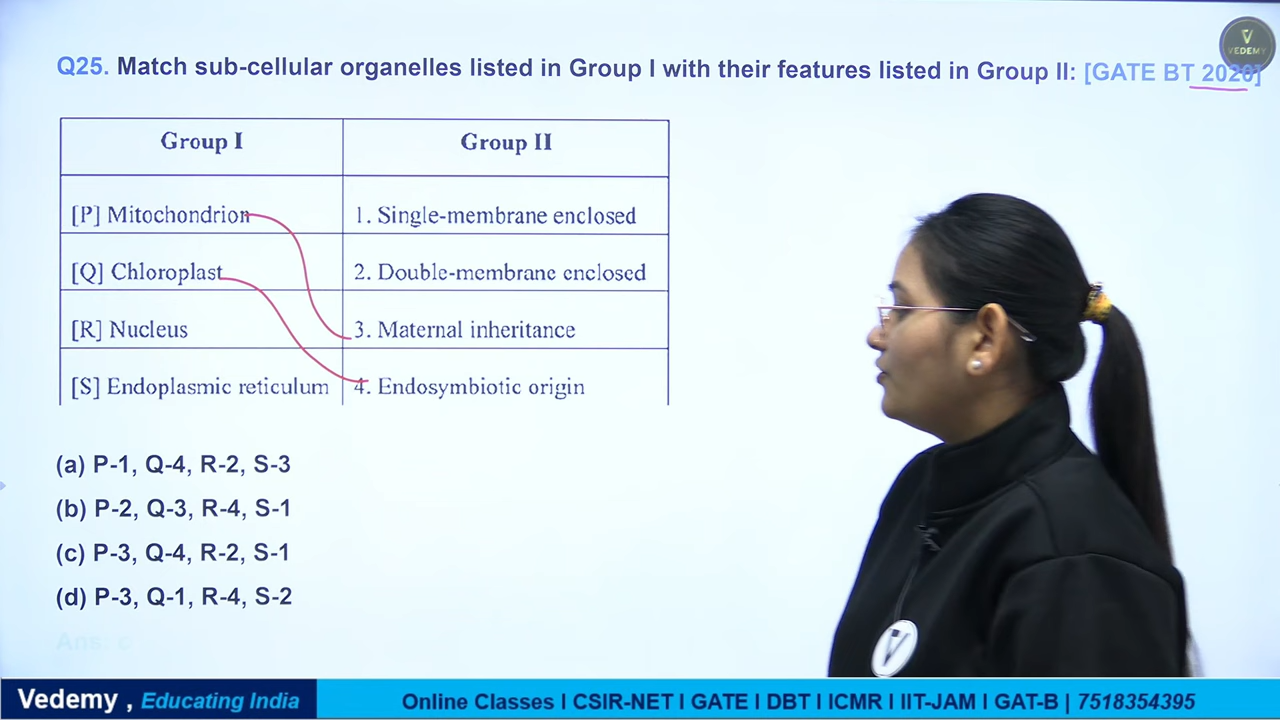 V
VEDEMY
Q25. Match sub-cellular organelles listed in Group I with their features listed in Group II: [GATE BT 2020]
Group I Group II
[P] Mitochondrion 1. Single-membrane enclosed
[Q] Chloroplast 2. Double-membrane enclosed
[R] Nucleus 3. Maternal inheritance
[S] Endoplasmic reticulum 4. Endosymbiotic origin
(a) P-1, Q-4, R-2, S-3
(b) P-2, Q-3, R-4, S-1
(c) P-3, Q-4, R-2, S-1
(d) P-3, Q-1, R-4, S-2
Ans. c
Vedemy , Educating India
Online Classes I CSIR-NET I GATE I DBT I ICMR I IIT-JAM I GAT-B | 7518354395